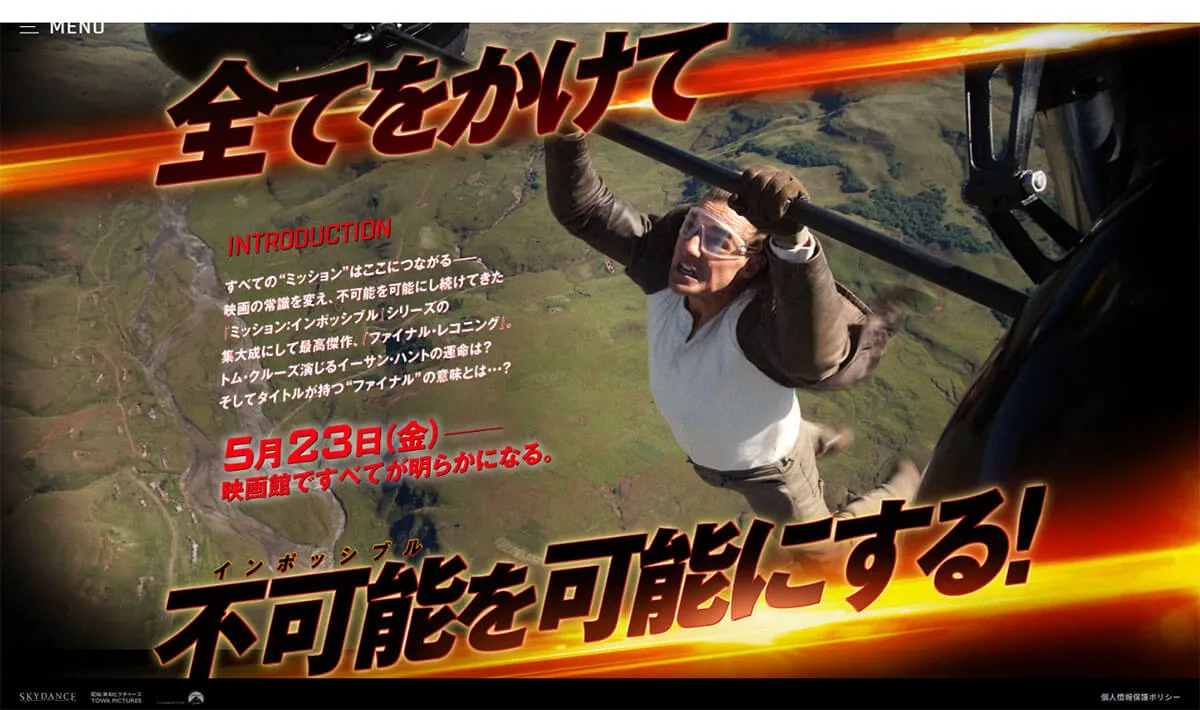 MENU
全てをかけて
INTRODUCTION
すべての“ミッション”はここにつながる――
映画の常識を変え、不可能を可能にし続けてきた
『ミッション:インポッシブル』シリーズの
集大成にして最高傑作、『ファイナル・レコニング』。
トム・クルーズ演じるイーサン・ハントの運命は?
そしてタイトルが持つ“ファイナル”の意味とは…?
5月23日(金)――
映画館ですべてが明らかになる。
インポッシブル
不可能を可能にする!
SKYDANCE
配給:東和ピクチャーズ
TOWA PICTURES
個人情報保護ポリシー